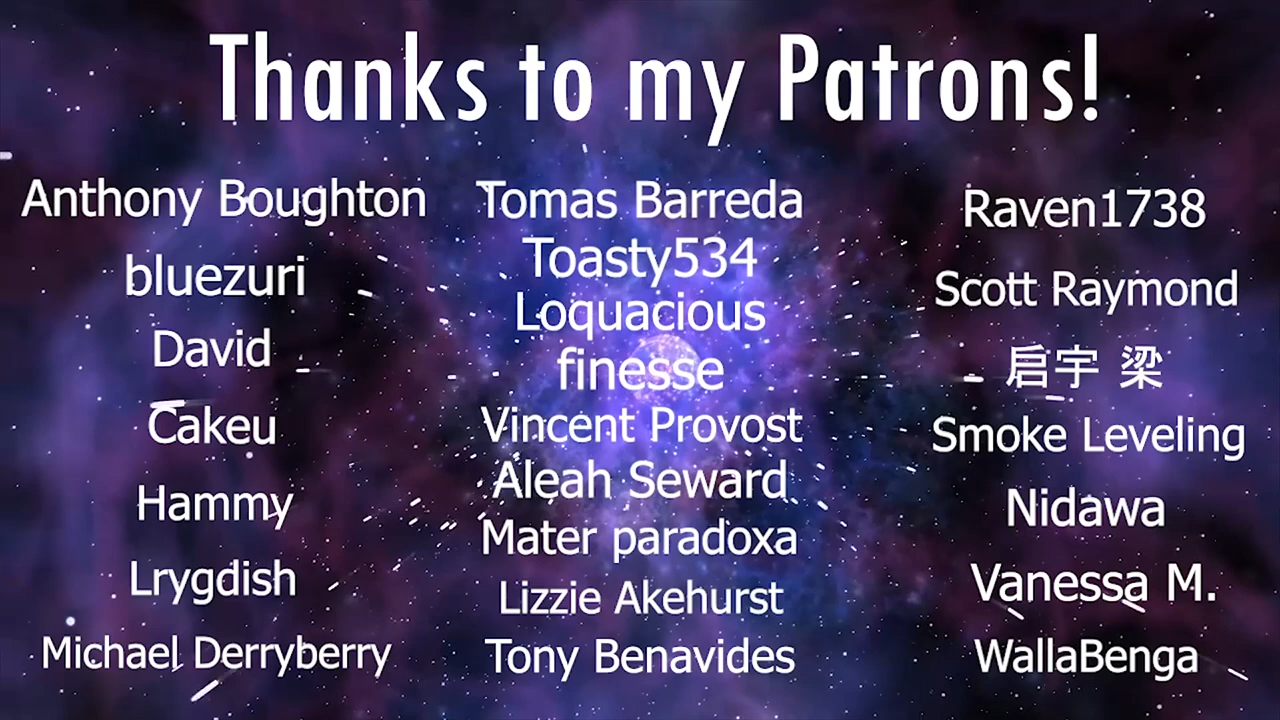 Thanks to my Patrons!
Anthony Boughton
bluezuri
David
Cakeu
Hammy
Lrygdish
Michael Derryberry
Tomas Barreda
Toasty534
Loquacious
finesse
Vincent Provost
Aleah Seward
Mater paradoxa
Lizzie Akehurst
Tony Benavides
Raven1738
Scott Raymond
启宇 梁
Smoke Leveling
Nidawa
Vanessa M.
WallaBenga